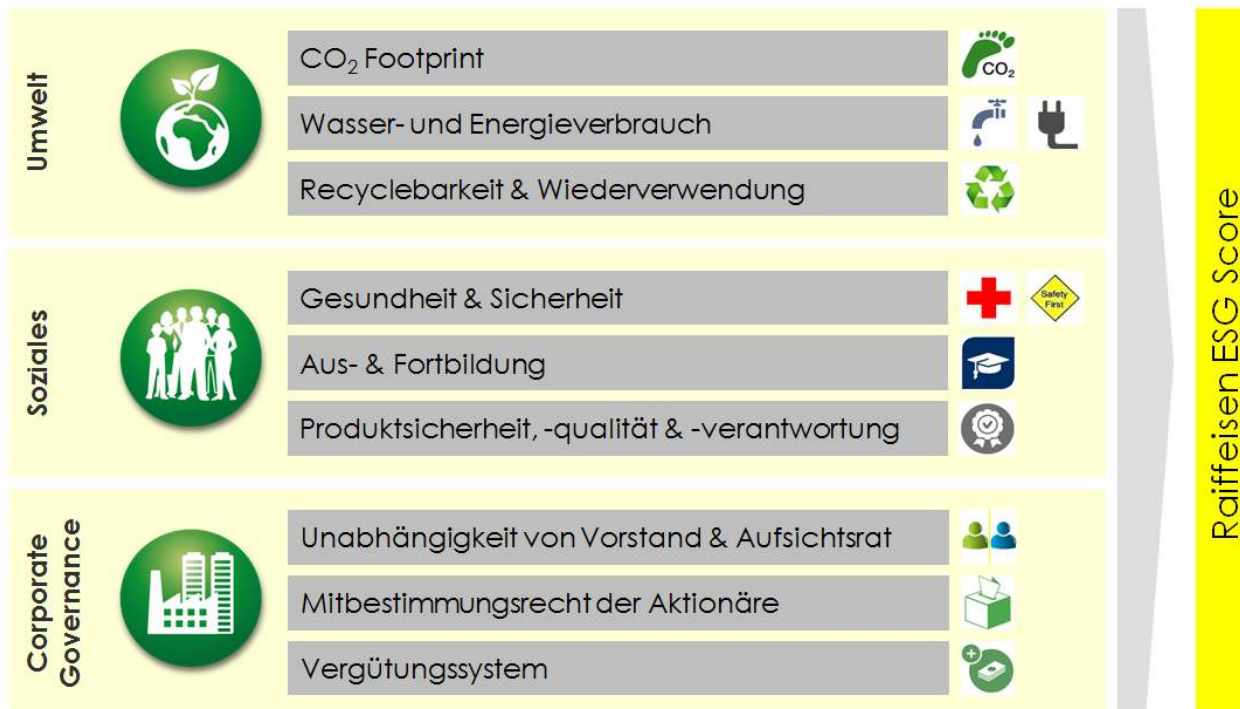 Umwelt
CO₂ Footprint
CO₂
Wasser- und Energieverbrauch
Recyclebarkeit & Wiederverwendung
Soziales
Gesundheit & Sicherheit
Safety
First
Aus- & Fortbildung
Produktsicherheit, -qualität & -verantwortung
Corporate
Governance
Unabhängigkeit von Vorstand & Aufsichtsrat
Mitbestimmungsrecht der Aktionäre
Vergütungssystem
Raiffeisen ESG Score